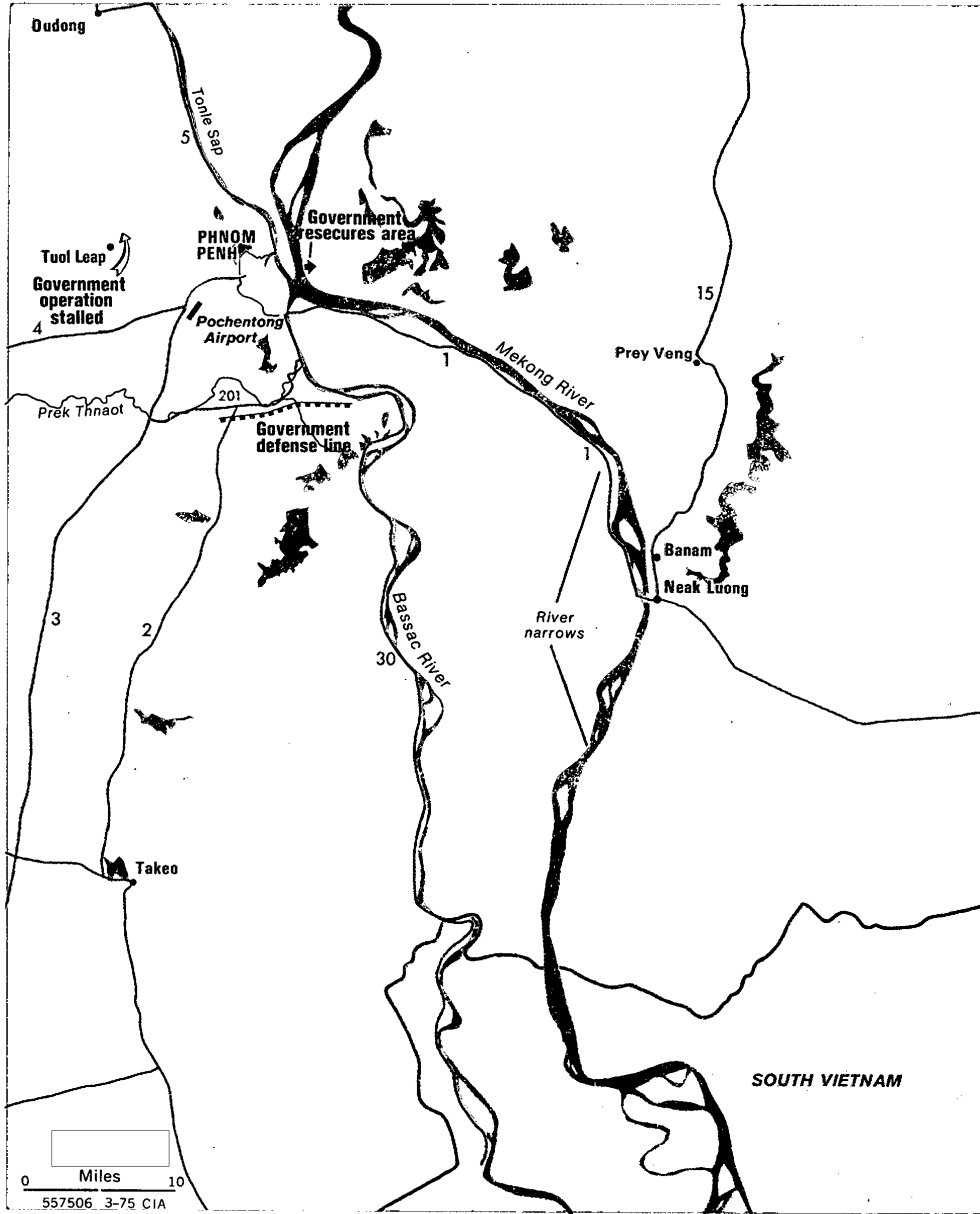 Oudong
Tonle Sap
5
Government
resecures area
PHNOM
PENH
Tuol Leap
Government
operation
stalled
4
Pochentong
Airport
15
1
Mekong River
Prey Veng
Prek Thnaot
201
Government
defense line
1
Banam
Neak Luong
River
narrows
3
2
Bassac River
30
Takeo
SOUTH VIETNAM
Miles
0 10
557506 3-75 CIA